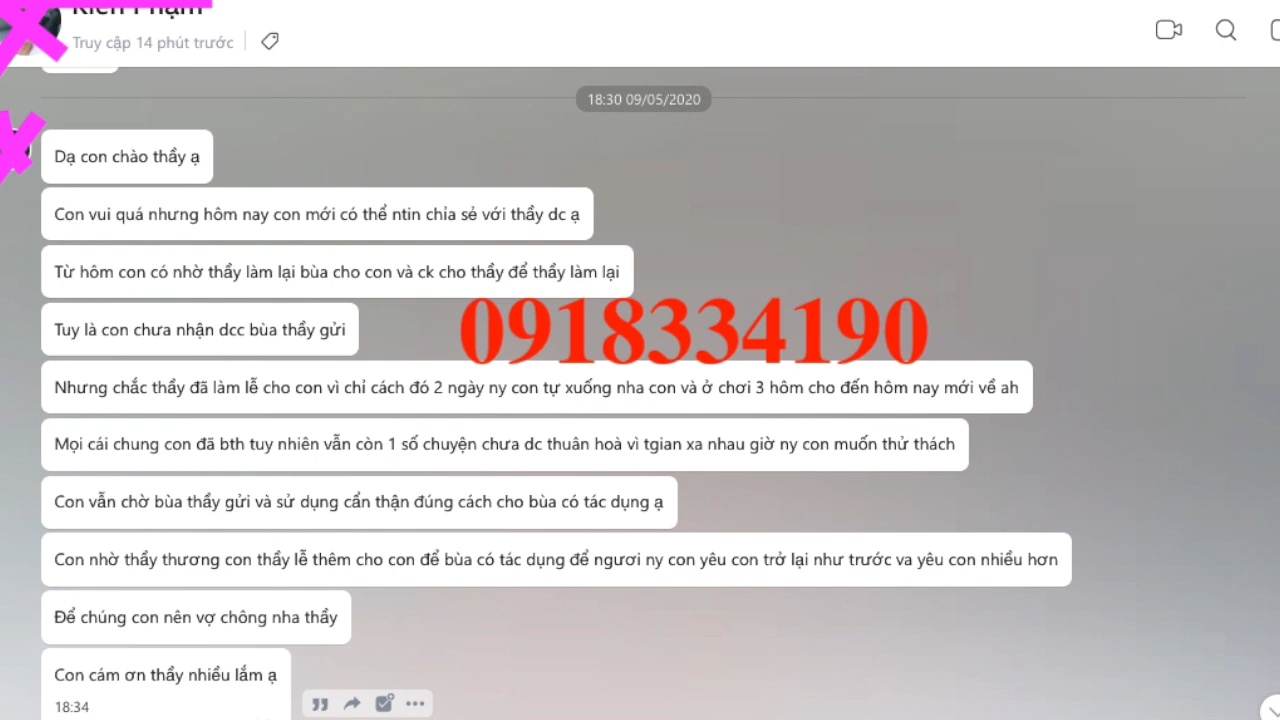 Truy cập 14 phút trước
18:30 09/05/2020
Dạ con chào thầy ạ
Con vui quá nhưng hôm nay con mới có thể ntin chỉa sẻ với thầy dc ạ
Từ hôm con có nhờ thầy làm lại bùa cho con và ck cho thầy để thầy làm lại
Tuy là con chưa nhận dcc bùa thầy gửi
0918334190
Nhưng chắc thầy đã làm lễ cho con vì chỉ cách đó 2 ngày ny con tự xuống nha con và ở chơi 3 hôm cho đến hôm nay mới về ah
Mọi cái chung con đã bth tuy nhiên vẫn còn 1 số chuyện chưa dc thuân hoà vì tgian xa nhau giờ ny con muốn thử thách
Con vẫn chờ bùa thầy gửi và sử dụng cẩn thận đúng cách cho bùa có tác dụng ạ
Con nhờ thầy thương con thầy lễ thêm cho con để bùa có tác dụng để ngươi ny con yêu con trở lại như trước va yêu con nhiều hơn
Để chúng con nên vợ chông nha thầy
Con cám ơn thầy nhiều lắm ạ
18:34